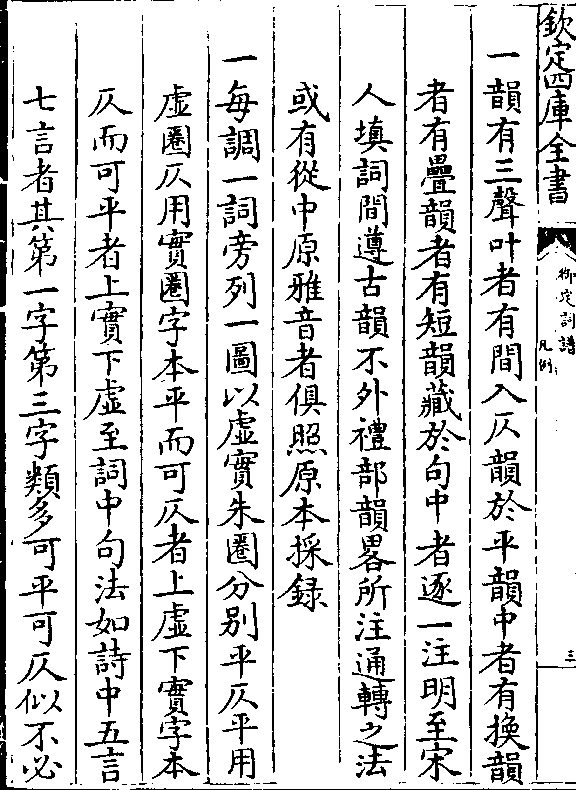 欽定四庫全書
御定詞譜
凡例
三
一韻有三聲叶者有間入仄韻於平韻中者有換韻
者有疊韻者有短韻藏於句中者逐一注明至宋
人填詞間遵古韻不外禮部韻畧所注通轉之法
或有從中原雅音者俱照原本採録
一每調一詞旁列一圖以虚實朱圈分别平仄平用
虚圈仄用實圈字本平而可仄者上虚下實字本
仄而可平者上實下虚至詞中句法如詩中五言
七言者其第一字第三字類多可平可仄似不必